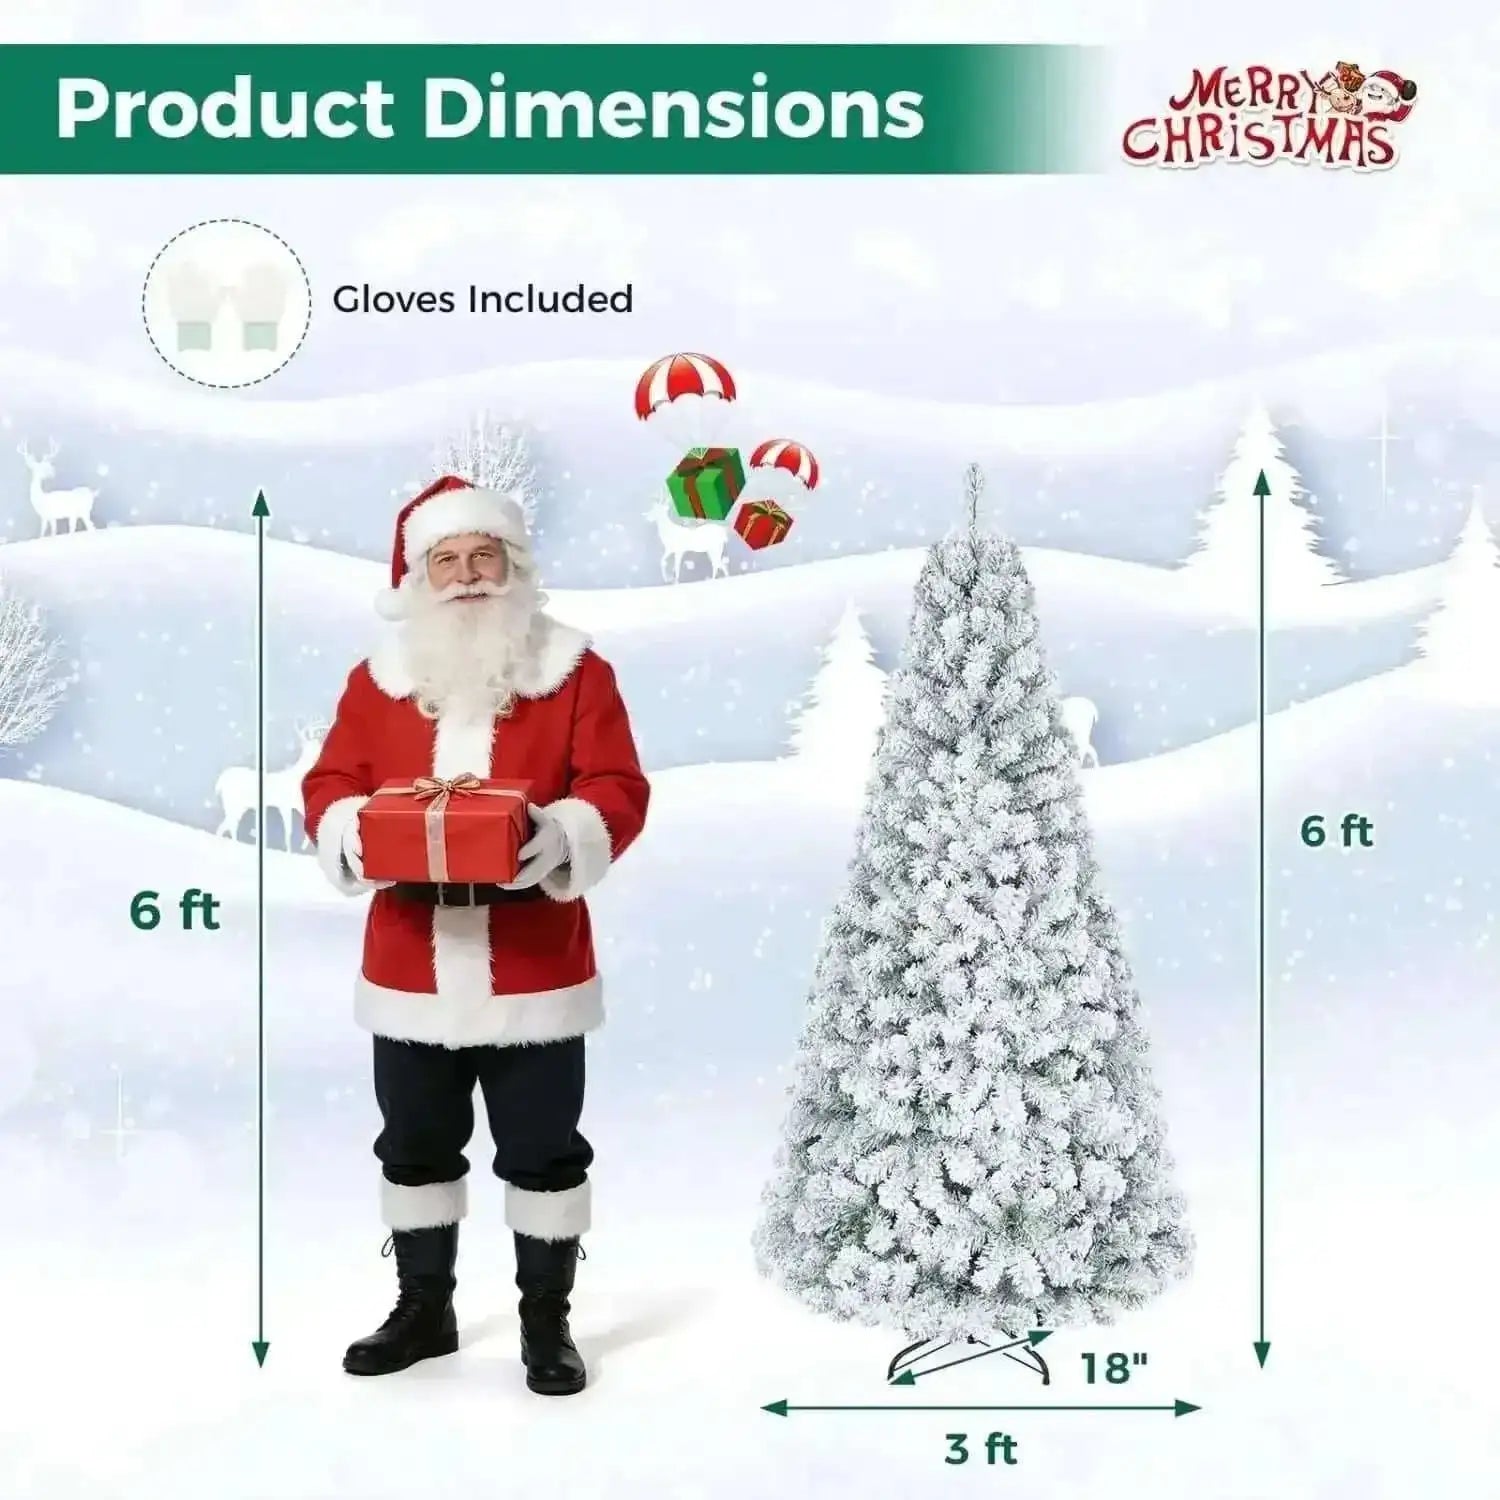 Product Dimensions
MERRY
CHRISTMAS
Gloves Included
6 ft
6 ft
18"
3 ft